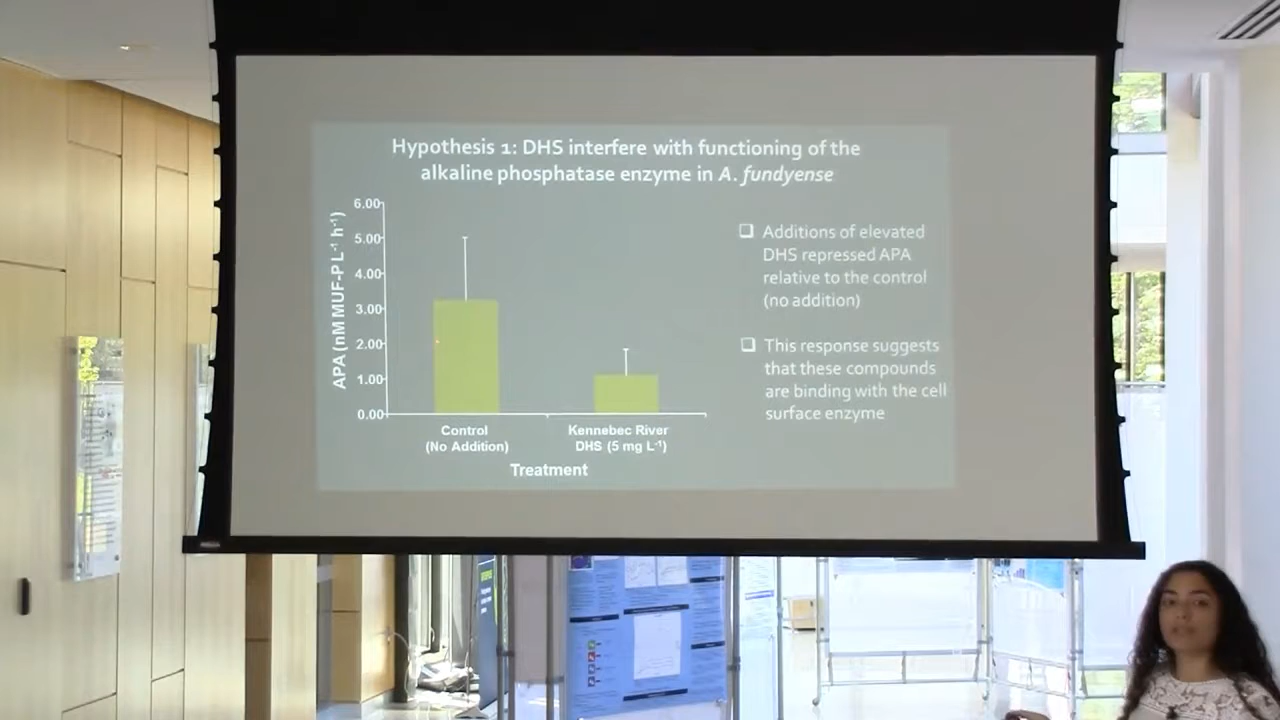 Hypothesis 1: DHS interfere with functioning of the
alkaline phosphatase enzyme in A. fundyense
APA (nM MUF-P L⁻¹ h⁻¹)
6.00
5.00
4.00
3.00
2.00
1.00
0.00
Control
(No Addition)
Kennebec River
DHS (5 mg L⁻¹)
Treatment
❑ Additions of elevated
DHS repressed APA
relative to the control
(no addition)
❑ This response suggests
that these compounds
are binding with the cell
surface enzyme